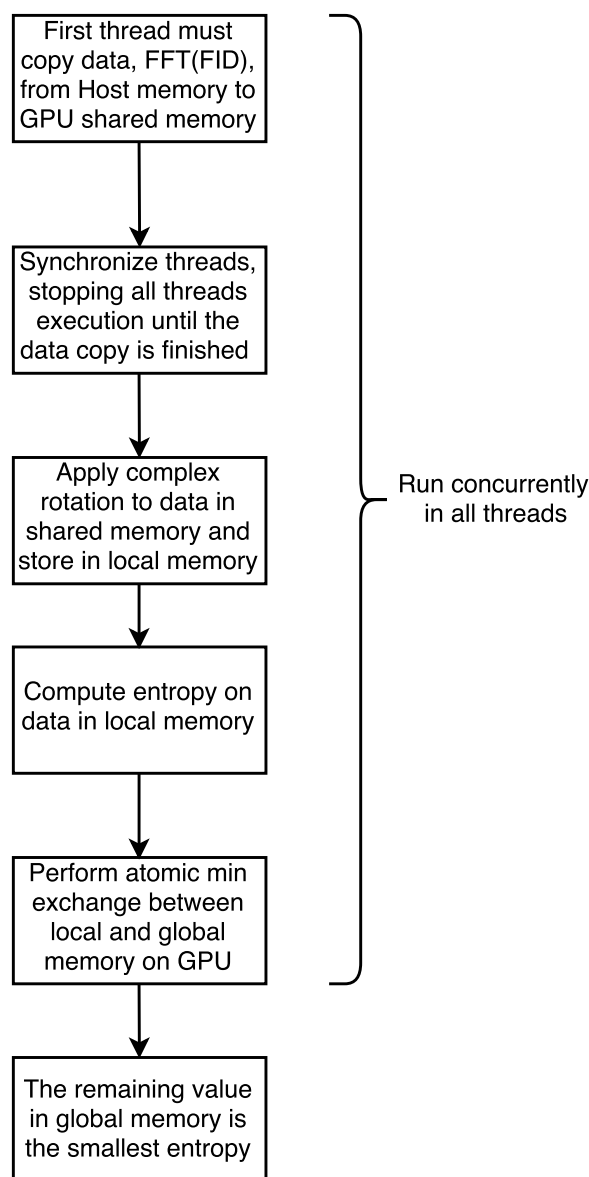 First thread must
copy data, FFT(FID),
from Host memory to
GPU shared memory
Synchronize threads,
stopping all threads
execution until the
data copy is finished
Apply complex
rotation to data in
shared memory and
store in local memory
Run concurrently
in all threads
Compute entropy on
data in local memory
Perform atomic min
exchange between
local and global
memory on GPU
The remaining value
in global memory is
the smallest entropy